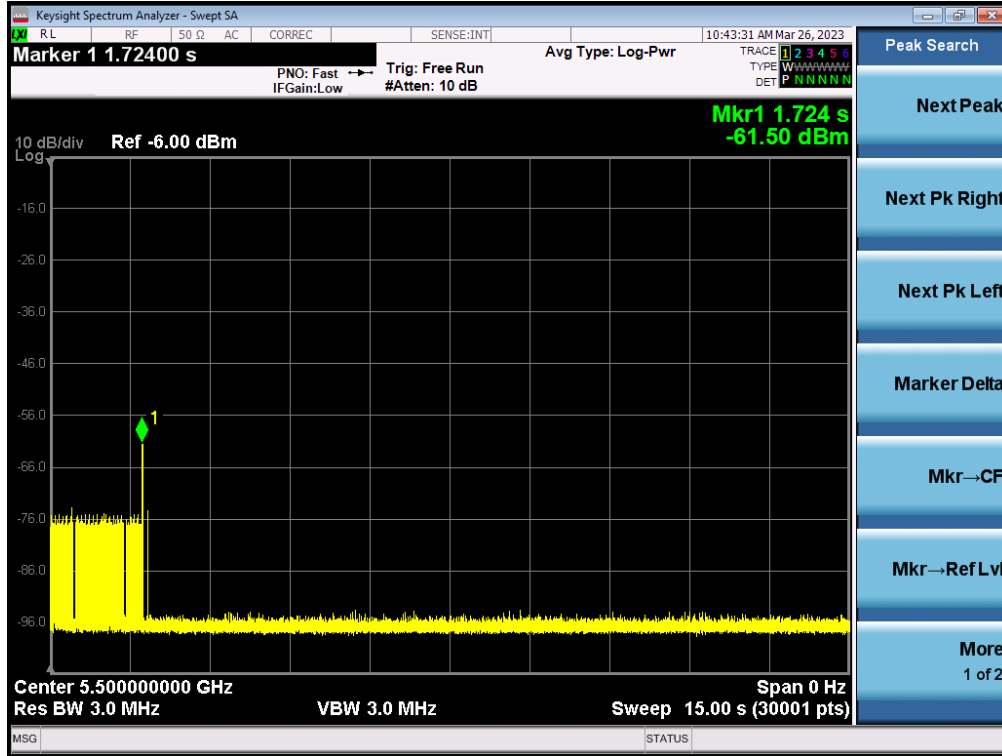 Keysight Spectrum Analyzer - Swept SA
LXI RL RF 50 Ω AC CORREC SENSE:INT 10:43:31 AM Mar 26, 2023
Marker 1 1.72400 s
PNO: Fast
IFGain:Low
Trig: Free Run
#Atten: 10 dB
Avg Type: Log-Pwr
TRACE 1 2 3 4 5 6
TYPE WWWWWW
DET P N N N N N
Mkr1 1.724 s
-61.50 dBm
10 dB/div Ref -6.00 dBm
Log
-16.0
-26.0
-36.0
-46.0
-56.0
1
-66.0
-76.0
-86.0
-96.0
Center 5.500000000 GHz Span 0 Hz
Res BW 3.0 MHz VBW 3.0 MHz Sweep 15.00 s (30001 pts)
MSG STATUS
Peak Search
Next Peak
Next Pk Right
Next Pk Left
Marker Delta
Mkr→CF
Mkr→Ref Lvl
More
1 of 2